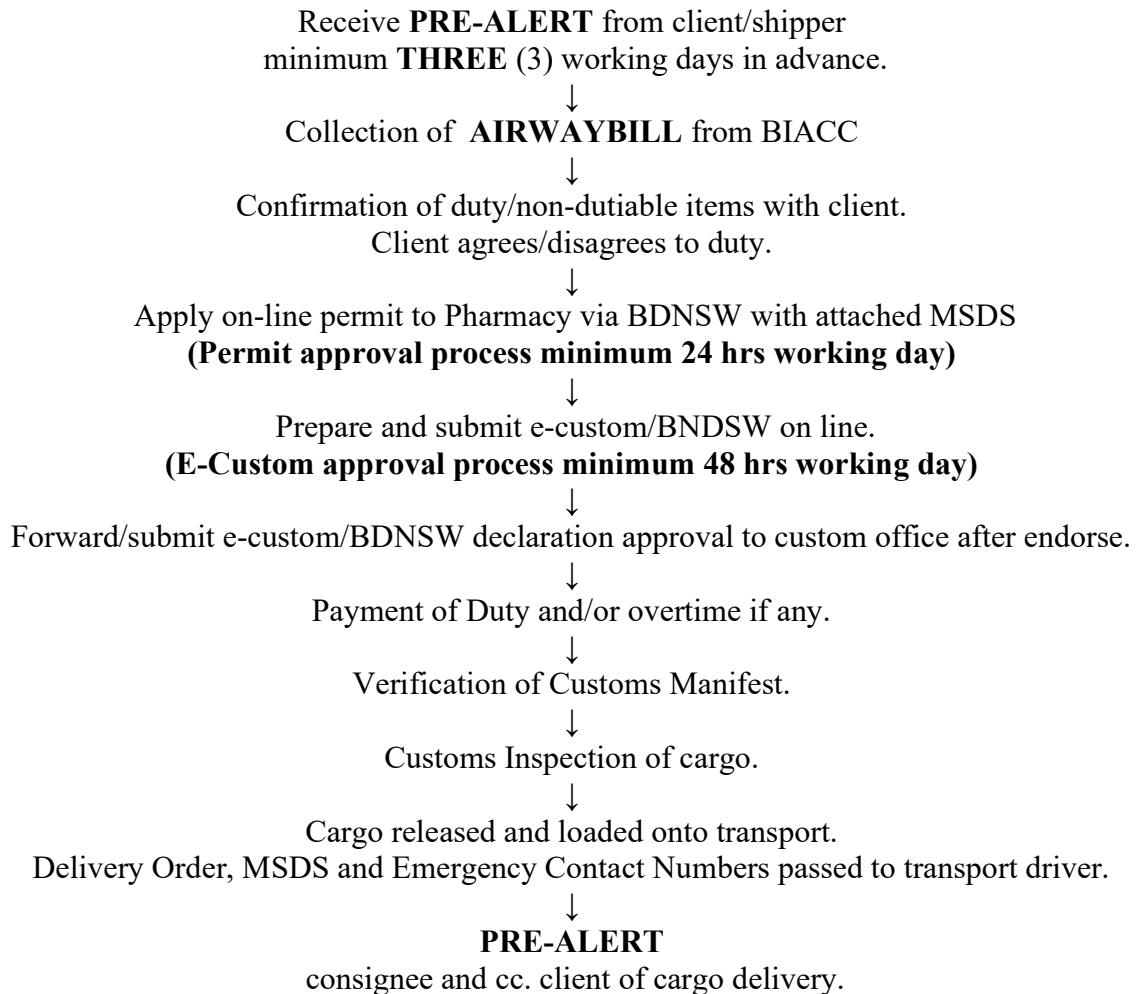 Receive PRE-ALERT from client/shipper
minimum THREE (3) working days in advance.
↓
Collection of AIRWAYBILL from BIACC
↓
Confirmation of duty/non-dutiable items with client.
Client agrees/disagrees to duty.
↓
Apply on-line permit to Pharmacy via BDNSW with attached MSDS
(Permit approval process minimum 24 hrs working day)
↓
Prepare and submit e-custom/BNDSW on line.
(E-Custom approval process minimum 48 hrs working day)
↓
Forward/submit e-custom/BDNSW declaration approval to custom office after endorse.
↓
Payment of Duty and/or overtime if any.
↓
Verification of Customs Manifest.
↓
Customs Inspection of cargo.
↓
Cargo released and loaded onto transport.
Delivery Order, MSDS and Emergency Contact Numbers passed to transport driver.
↓
PRE-ALERT
consignee and cc. client of cargo delivery.